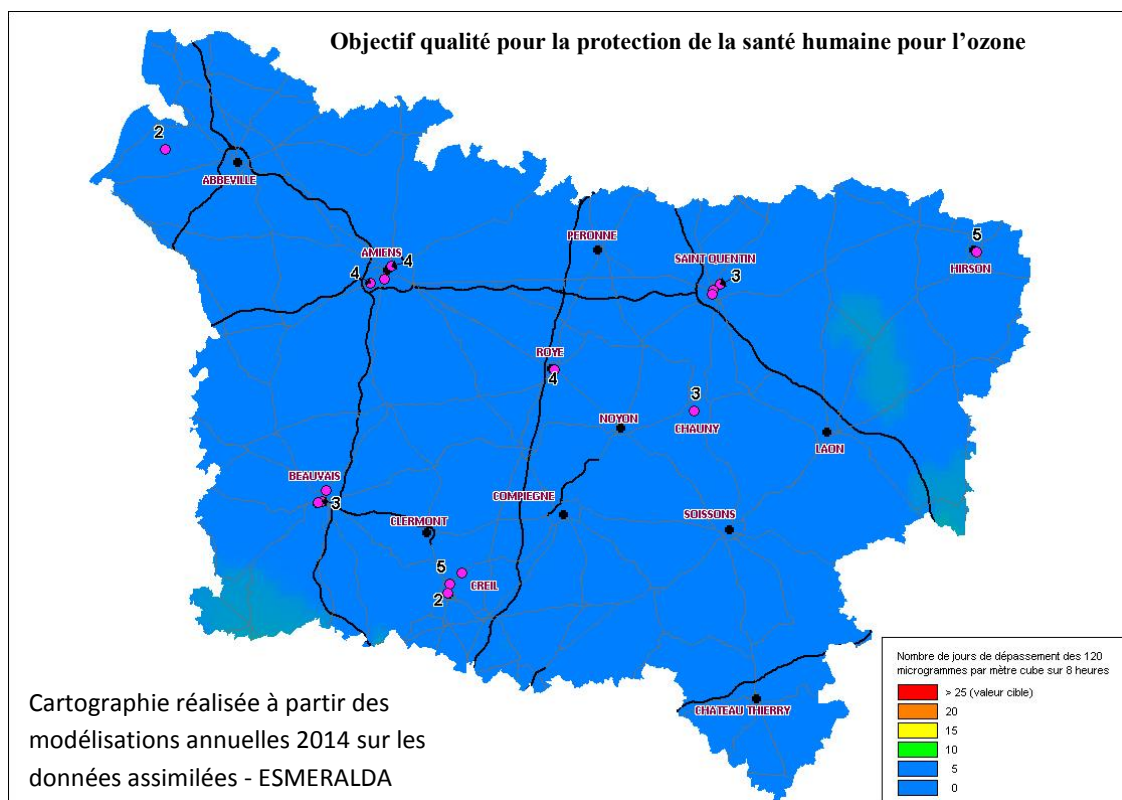 Objectif qualité pour la protection de la santé humaine pour l’ozone
2
ABBEVILLE
AMIENS
4
4
PERONNE
SAINT QUENTIN
3
5
HIRSON
ROYE
4
3
CHAUNY
NOYON
LAON
BEAUVAIS
3
COMPIEGNE
CLERMONT
SOISSONS
5
CREIL
2
CHATEAU THIERRY
Cartographie réalisée à partir des
modélisations annuelles 2014 sur les
données assimilées - ESMERALDA
Nombre de jours de dépassement des 120
microgrammes par mètre cube sur 8 heures
> 25 (valeur cible)
20
15
10
5
0